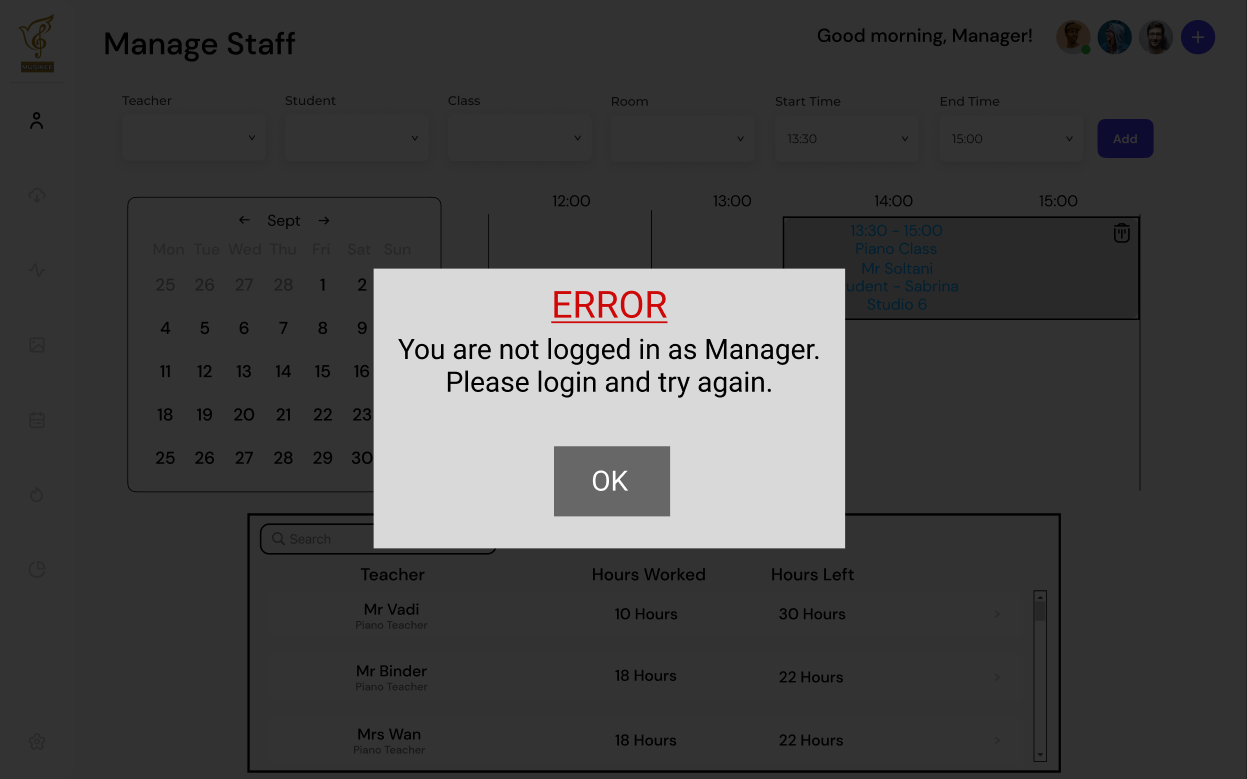 Manage Staff
Good morning, Manager!
Teacher Student Class Room Start Time End Time
13:30 15:00 Add
12:00 13:00 14:00 15:00
← Sept →
Mon Tue Wed Thu Fri Sat Sun
25 26 27 28 1 2
4 5 6 7 8 9
11 12 13 14 15 16
18 19 20 21 22 23
25 26 27 28 29 30
13:30 - 15:00
Piano Class
Mr Soltani
udent - Sabrina
Studio 6
ERROR
You are not logged in as Manager.
Please login and try again.
OK
Search
Teacher Hours Worked Hours Left
Mr Vadi 10 Hours 30 Hours
Piano Teacher
Mr Binder 18 Hours 22 Hours
Piano Teacher
Mrs Wan 18 Hours 22 Hours
Piano Teacher